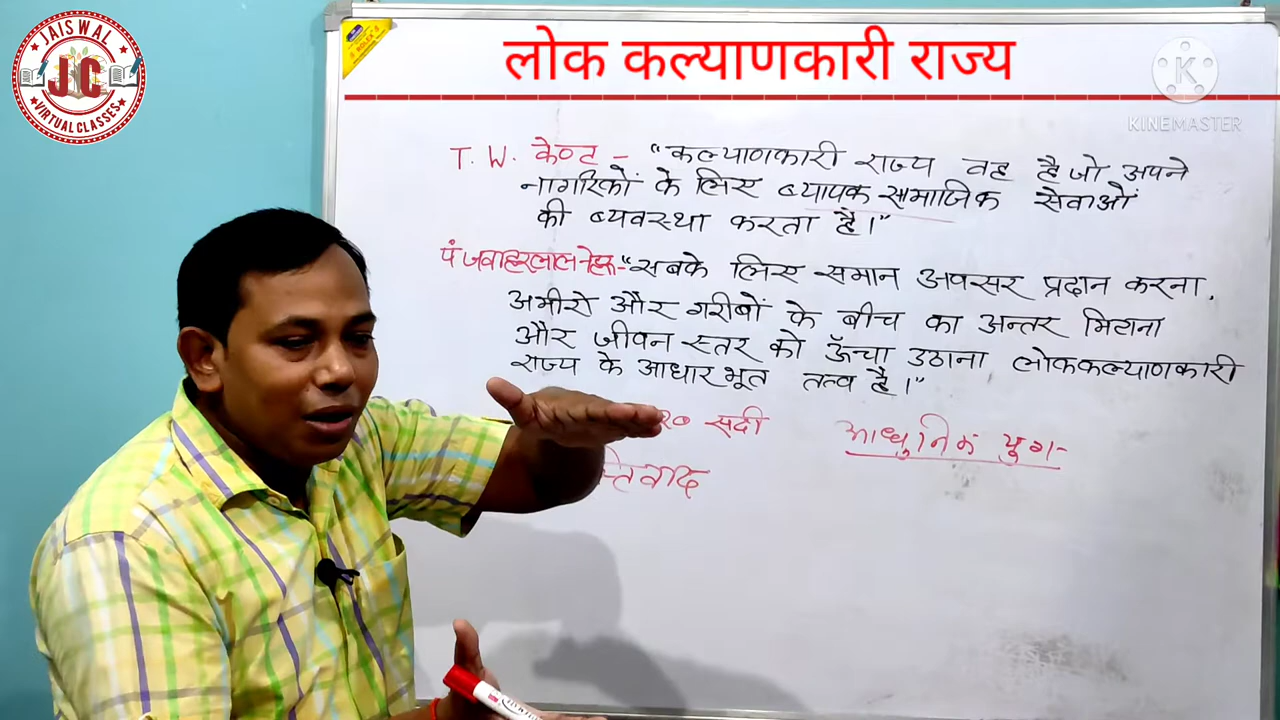 JAISWAL
JC
VIRTUAL CLASSES
लोक कल्याणकारी राज्य
K
KINEMASTER
T. W. केण्ट - "कल्याणकारी राज्य वह है जो अपने
नागरिकों के लिए व्यापक सामाजिक सेवाओं
की व्यवस्था करता है।"
पं जवाहरलाल नेहरू- "सबके लिए समान अवसर प्रदान करना,
अमीरो और गरीबों के बीच का अन्तर मिटाना
और जीवन स्तर को ऊँचा उठाना लोककल्याणकारी
राज्य के आधारभूत तत्व है।"
२० सदी
आधुनिक युग-